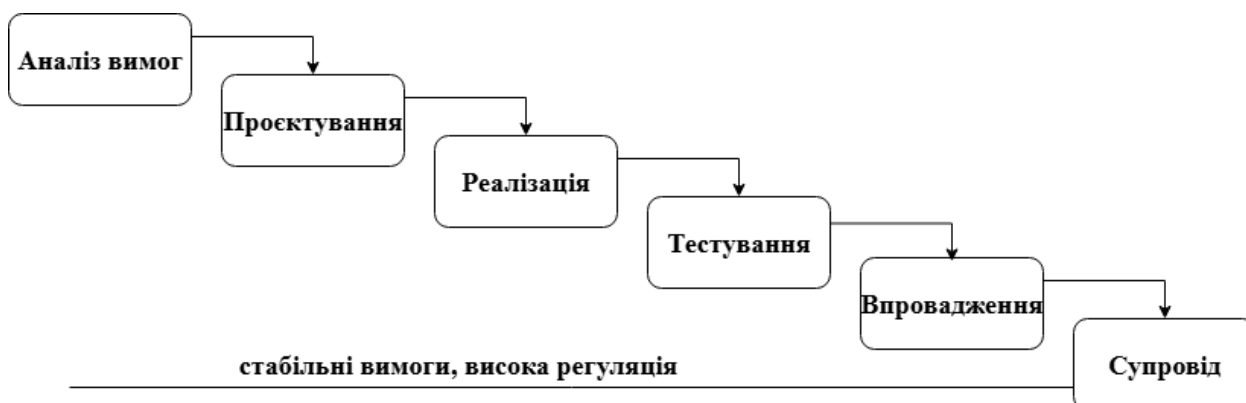 Аналіз вимог
Проєктування
Реалізація
Тестування
Впровадження
стабільні вимоги, висока регуляція
Супровід